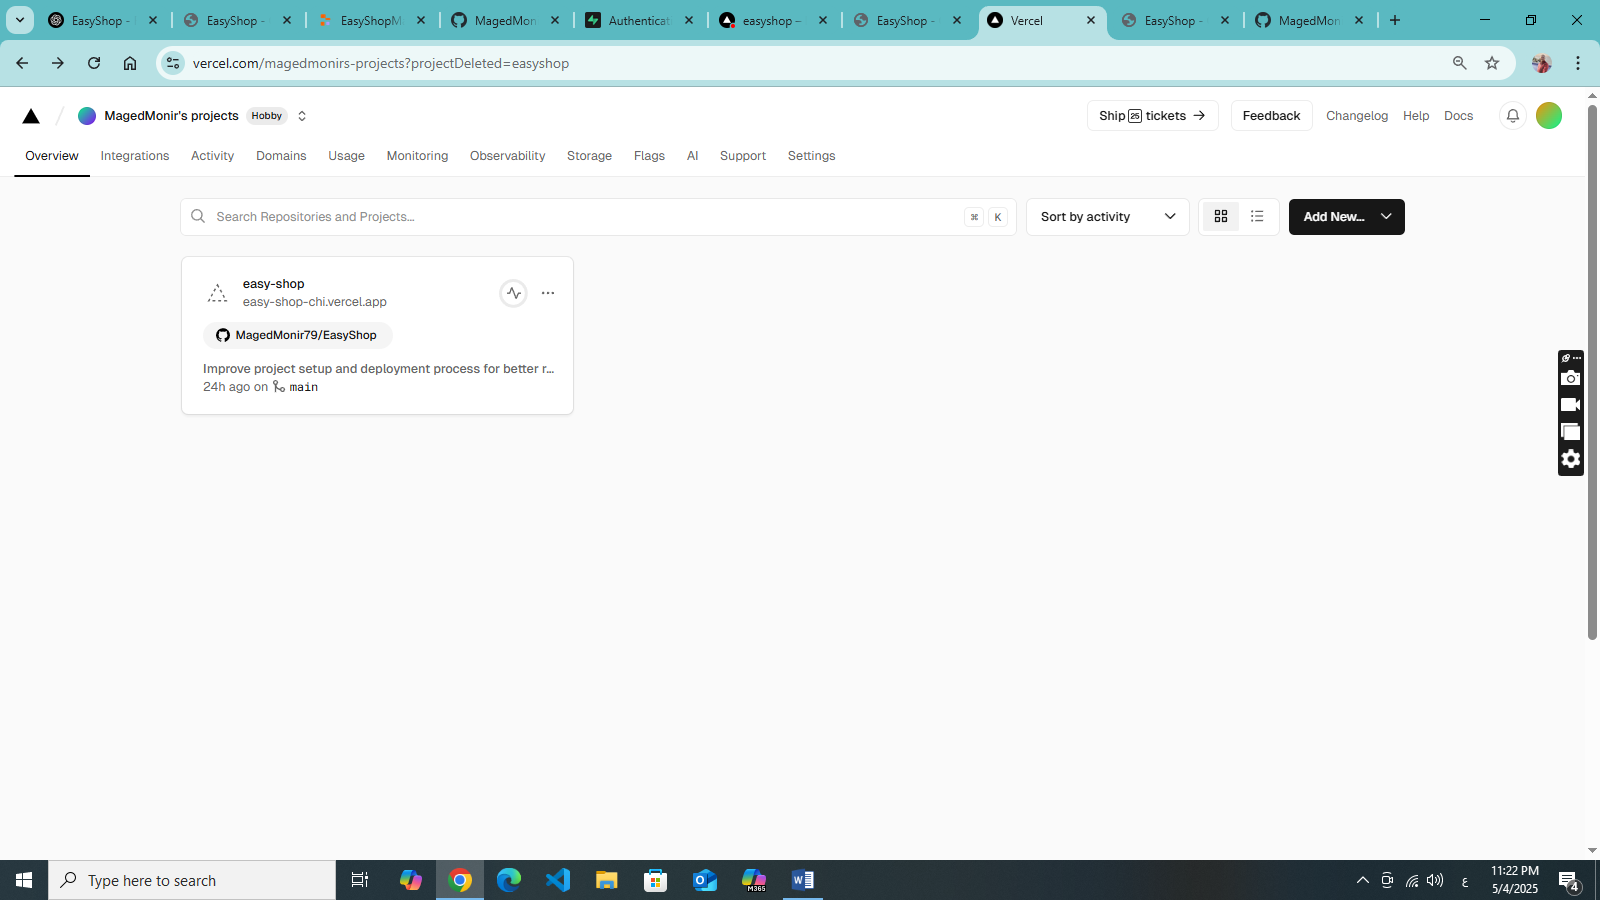 EasyShop -
EasyShop -
EasyShopM
MagedMon
Authenticat
easyshop –
EasyShop -
Vercel
EasyShop -
MagedMon
vercel.com/magedmonirs-projects?projectDeleted=easyshop
MagedMonir's projects Hobby
Ship 25 tickets →
Feedback
Changelog
Help
Docs
Overview
Integrations
Activity
Domains
Usage
Monitoring
Observability
Storage
Flags
AI
Support
Settings
Search Repositories and Projects...
⌘ K
Sort by activity
Add New...
easy-shop
easy-shop-chi.vercel.app
MagedMonir79/EasyShop
Improve project setup and deployment process for better r...
24h ago on main
Type here to search
M365
ع
11:22 PM
5/4/2025
4